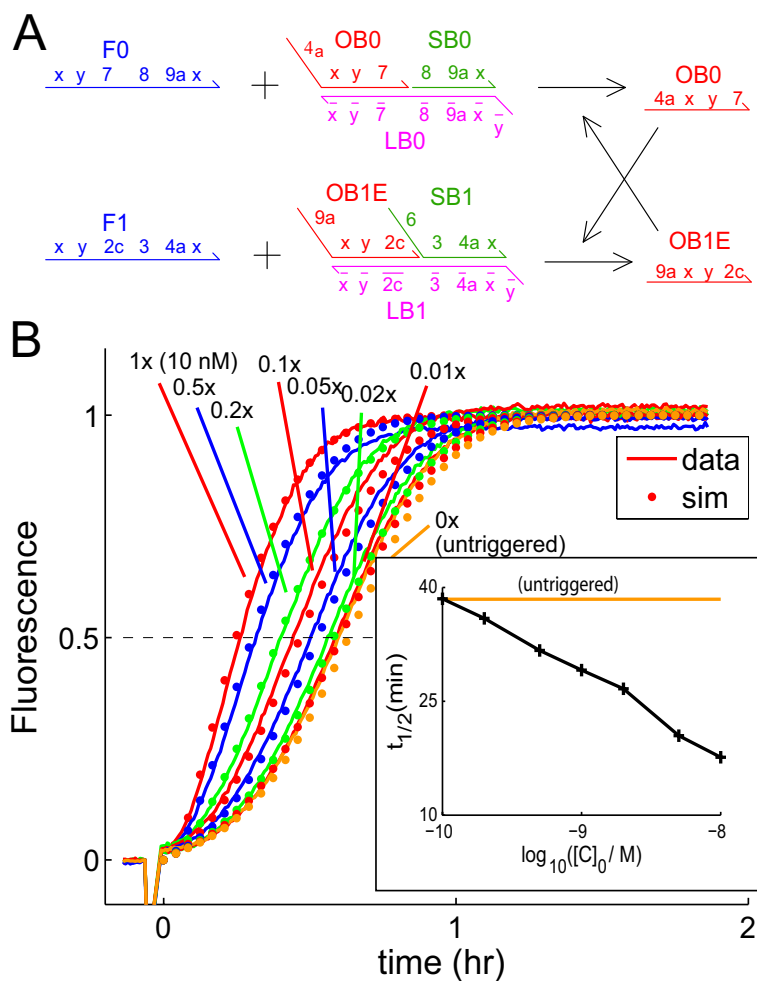 A
F0
x y 7 8 9a x
+
4a
OB0
SB0
x y 7
8 9a x
x̄ ȳ 7̄ 8̄ 9̄a x̄ ȳ
LB0
OB0
4a x y 7
F1
x y 2c 3 4a x
+
OB1E
SB1
9a
6
x y 2c
3 4a x
x̄ ȳ 2̄c̄ 3̄ 4̄a x̄ ȳ
LB1
OB1E
9a x y 2c
B
1x (10 nM)
0.5x
0.2x
0.1x
0.05x
0.02x
0.01x
0x
(untriggered)
data
sim
Fluorescence
1
0.5
0
0 1 2
time (hr)
(untriggered)
t1/2(min)
40
25
10
−10 −9 −8
log10([C]0/ M)